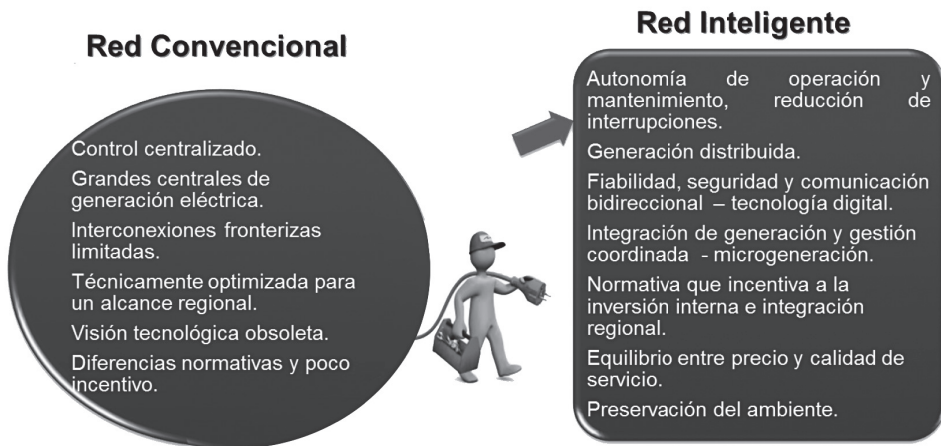 Red Convencional
Control centralizado.
Grandes centrales de
generación eléctrica.
Interconexiones fronterizas
limitadas.
Técnicamente optimizada para
un alcance regional.
Visión tecnológica obsoleta.
Diferencias normativas y poco
incentivo.
Red Inteligente
Autonomía de operación y
mantenimiento, reducción de
interrupciones.
Generación distribuida.
Fiabilidad, seguridad y comunicación
bidireccional – tecnología digital.
Integración de generación y gestión
coordinada - microgeneración.
Normativa que incentiva a la
inversión interna e integración
regional.
Equilibrio entre precio y calidad de
servicio.
Preservación del ambiente.